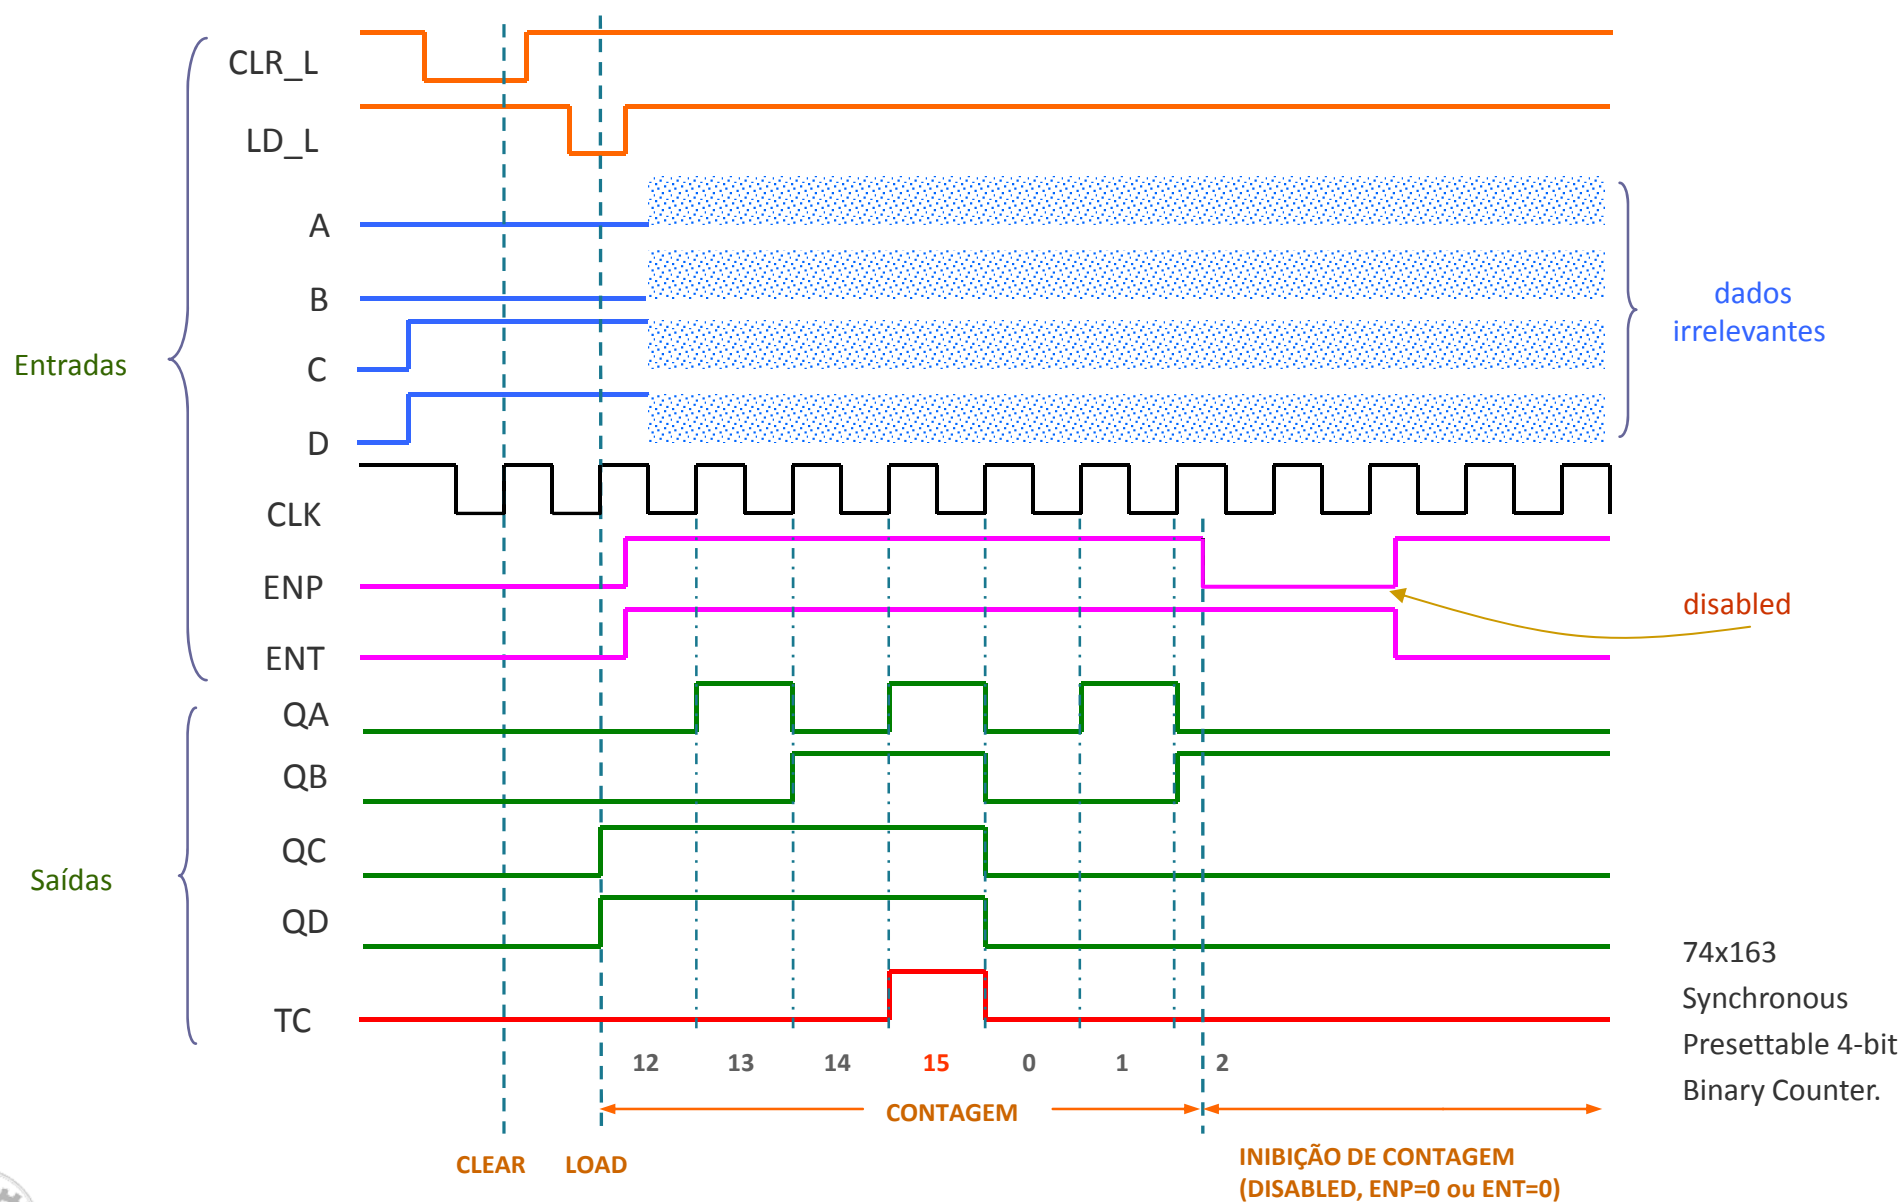 CLR_L
LD_L
A
B
C
D
CLK
ENP
ENT
Entradas
dados
irrelevantes
disabled
QA
QB
QC
QD
TC
Saídas
12 13 14 15 0 1 2
CONTAGEM
CLEAR LOAD
INIBIÇÃO DE CONTAGEM
(DISABLED, ENP=0 ou ENT=0)
74x163
Synchronous
Presettable 4-bit
Binary Counter.